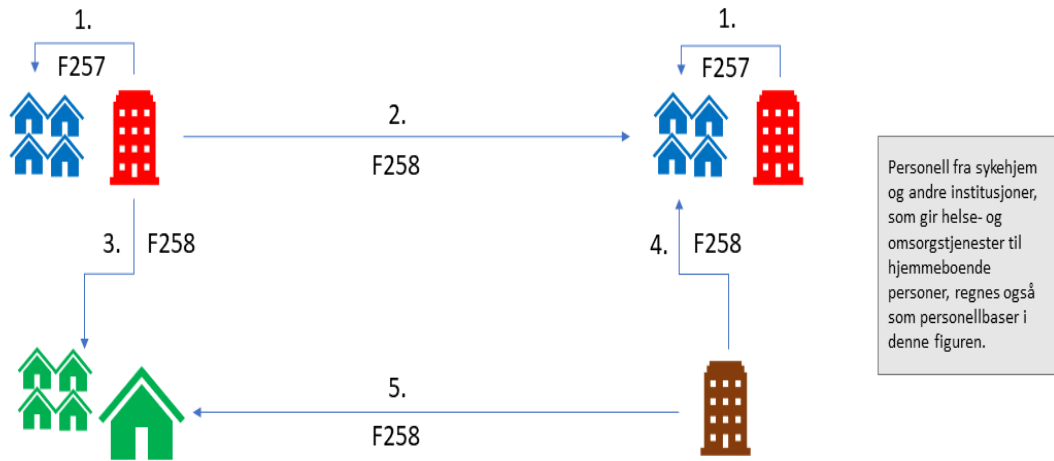 1.
F257
1.
F257
2.
F258
3. F258
4. F258
5.
F258
Personell fra sykehjem
og andre institusjoner,
som gir helse- og
omsorgstjenester til
hjemmeboende
personer, regnes også
som personellbaser i
denne figuren.